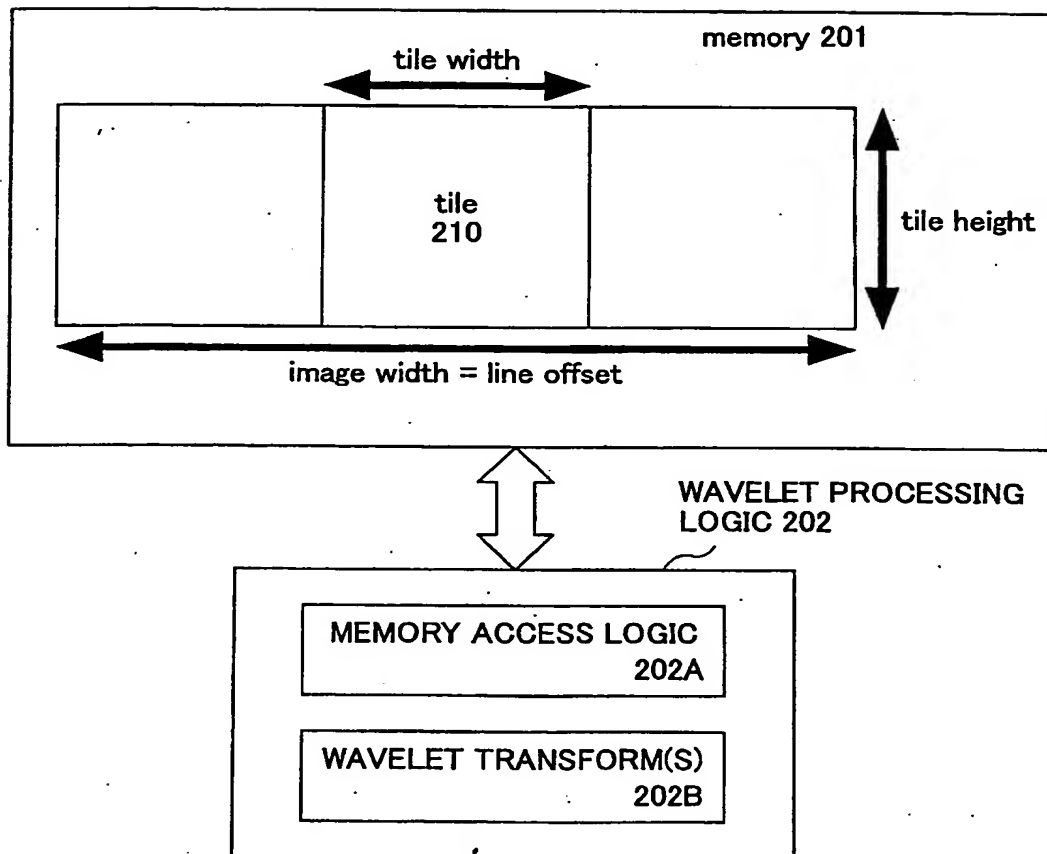 memory 201
tile width
tile
210
tile height
image width = line offset
WAVELET PROCESSING
LOGIC 202
MEMORY ACCESS LOGIC
202A
WAVELET TRANSFORM(S)
202B